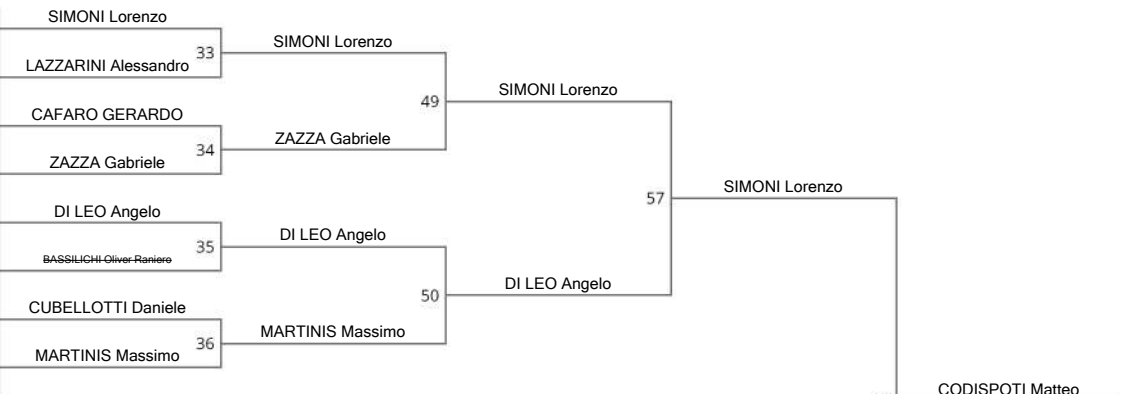 SIMONI Lorenzo
33
SIMONI Lorenzo
LAZZARINI Alessandro
49
SIMONI Lorenzo
CAFARO GERARDO
34
ZAZZA Gabriele
ZAZZA Gabriele
57
SIMONI Lorenzo
DI LEO Angelo
35
DI LEO Angelo
BASSILICHI Oliver Raniero
50
DI LEO Angelo
CUBELLOTTI Daniele
36
MARTINIS Massimo
MARTINIS Massimo
CODISPOTI Matteo